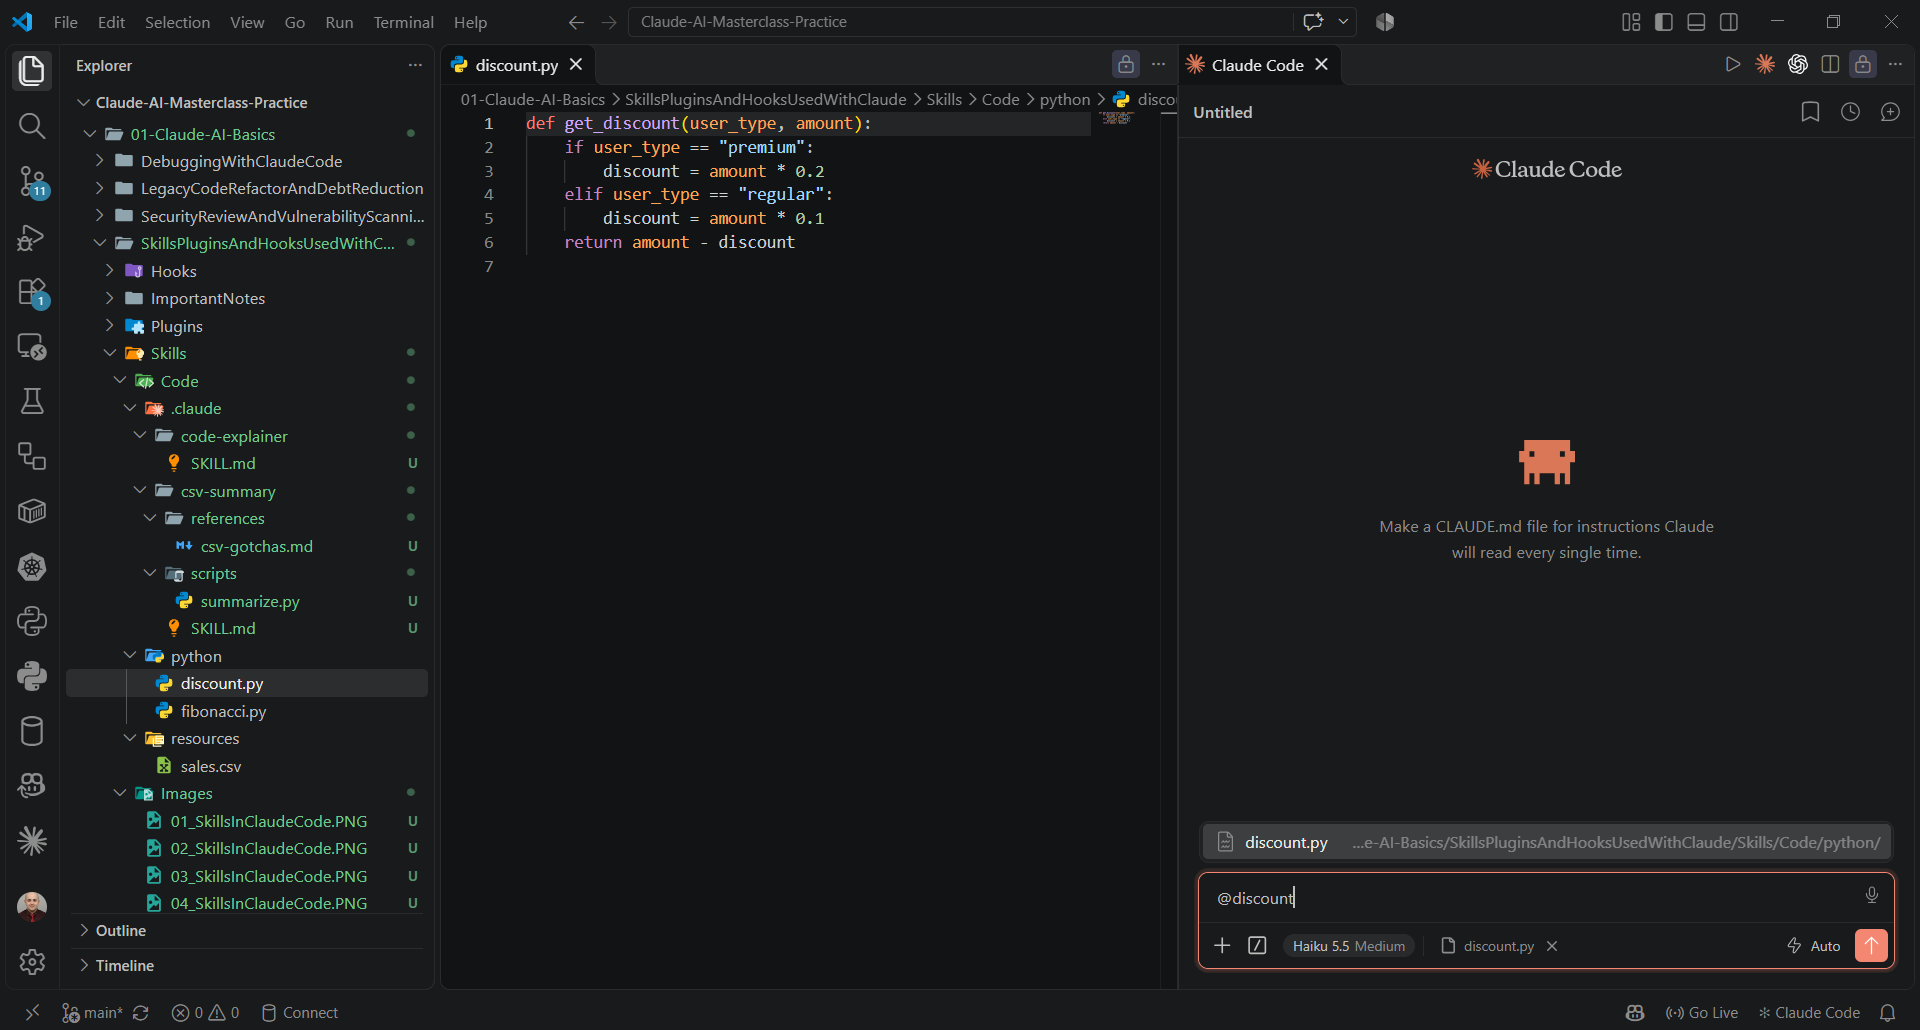 File Edit Selection View Go Run Terminal Help
Claude-AI-Masterclass-Practice
Explorer
Claude-AI-Masterclass-Practice
01-Claude-AI-Basics
DebuggingWithClaudeCode
LegacyCodeRefactorAndDebtReduction
SecurityReviewAndVulnerabilityScanni...
SkillsPluginsAndHooksUsedWithC...
Hooks
ImportantNotes
Plugins
Skills
Code
.claude
code-explainer
SKILL.md U
csv-summary
references
csv-gotchas.md U
scripts
summarize.py U
SKILL.md U
python
discount.py
fibonacci.py
resources
sales.csv
Images
01_SkillsInClaudeCode.PNG U
02_SkillsInClaudeCode.PNG U
03_SkillsInClaudeCode.PNG U
04_SkillsInClaudeCode.PNG U
Outline
Timeline
11
1
discount.py
01-Claude-AI-Basics > SkillsPluginsAndHooksUsedWithClaude > Skills > Code > python > disco
1 def get_discount(user_type, amount):
2 if user_type == "premium":
3 discount = amount * 0.2
4 elif user_type == "regular":
5 discount = amount * 0.1
6 return amount - discount
7
Claude Code
Untitled
Claude Code
Make a CLAUDE.md file for instructions Claude
will read every single time.
discount.py ...e-AI-Basics/SkillsPluginsAndHooksUsedWithClaude/Skills/Code/python/
@discount
Haiku 5.5 Medium discount.py Auto
main* 0 0 Connect Go Live Claude Code